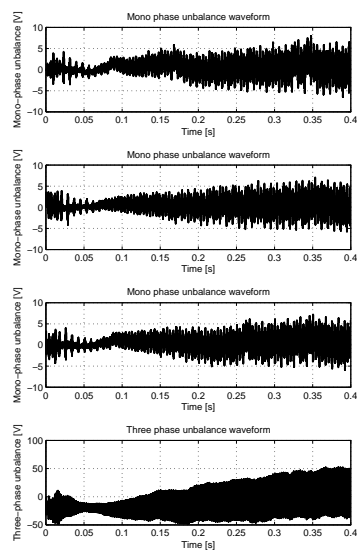 Mono phase unbalance waveform
Mono−phase unbalance [V]
10
5
0
−5
−10
0 0.05 0.1 0.15 0.2 0.25 0.3 0.35 0.4
Time [s]
Mono phase unbalance waveform
Mono−phase unbalance [V]
10
5
0
−5
−10
0 0.05 0.1 0.15 0.2 0.25 0.3 0.35 0.4
Time [s]
Mono phase unbalance waveform
Mono−phase unbalance [V]
10
5
0
−5
−10
0 0.05 0.1 0.15 0.2 0.25 0.3 0.35 0.4
Time [s]
Three phase unbalance waveform
Three−phase unbalance [V]
100
50
0
−50
0 0.05 0.1 0.15 0.2 0.25 0.3 0.35 0.4
Time [s]